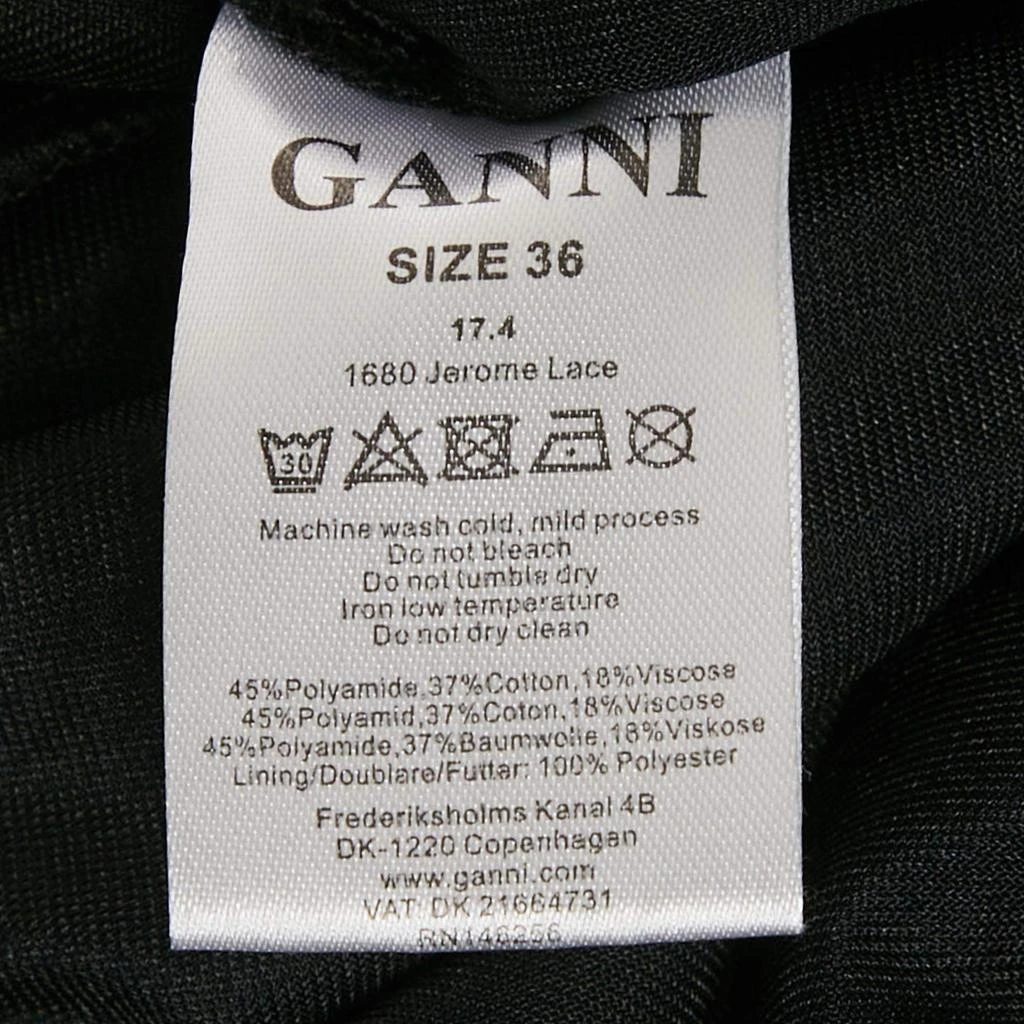 GANNI
SIZE 36
17.4
1680 Jerome Lace
30
Machine wash cold, mild process
Do not bleach
Do not tumble dry
Iron low temperature
Do not dry clean
45%Polyamide,37%Cotton,18%Viscose
45%Polyamid,37%Coton,18%Viscose
45%Polyamide,37%Baumwolle,18%Viskose
Lining/Doublare/Futter: 100% Polyester
Frederiksholms Kanal 4B
DK-1220 Copenhagen
www.ganni.com
VAT: DK 21664731
RN146256